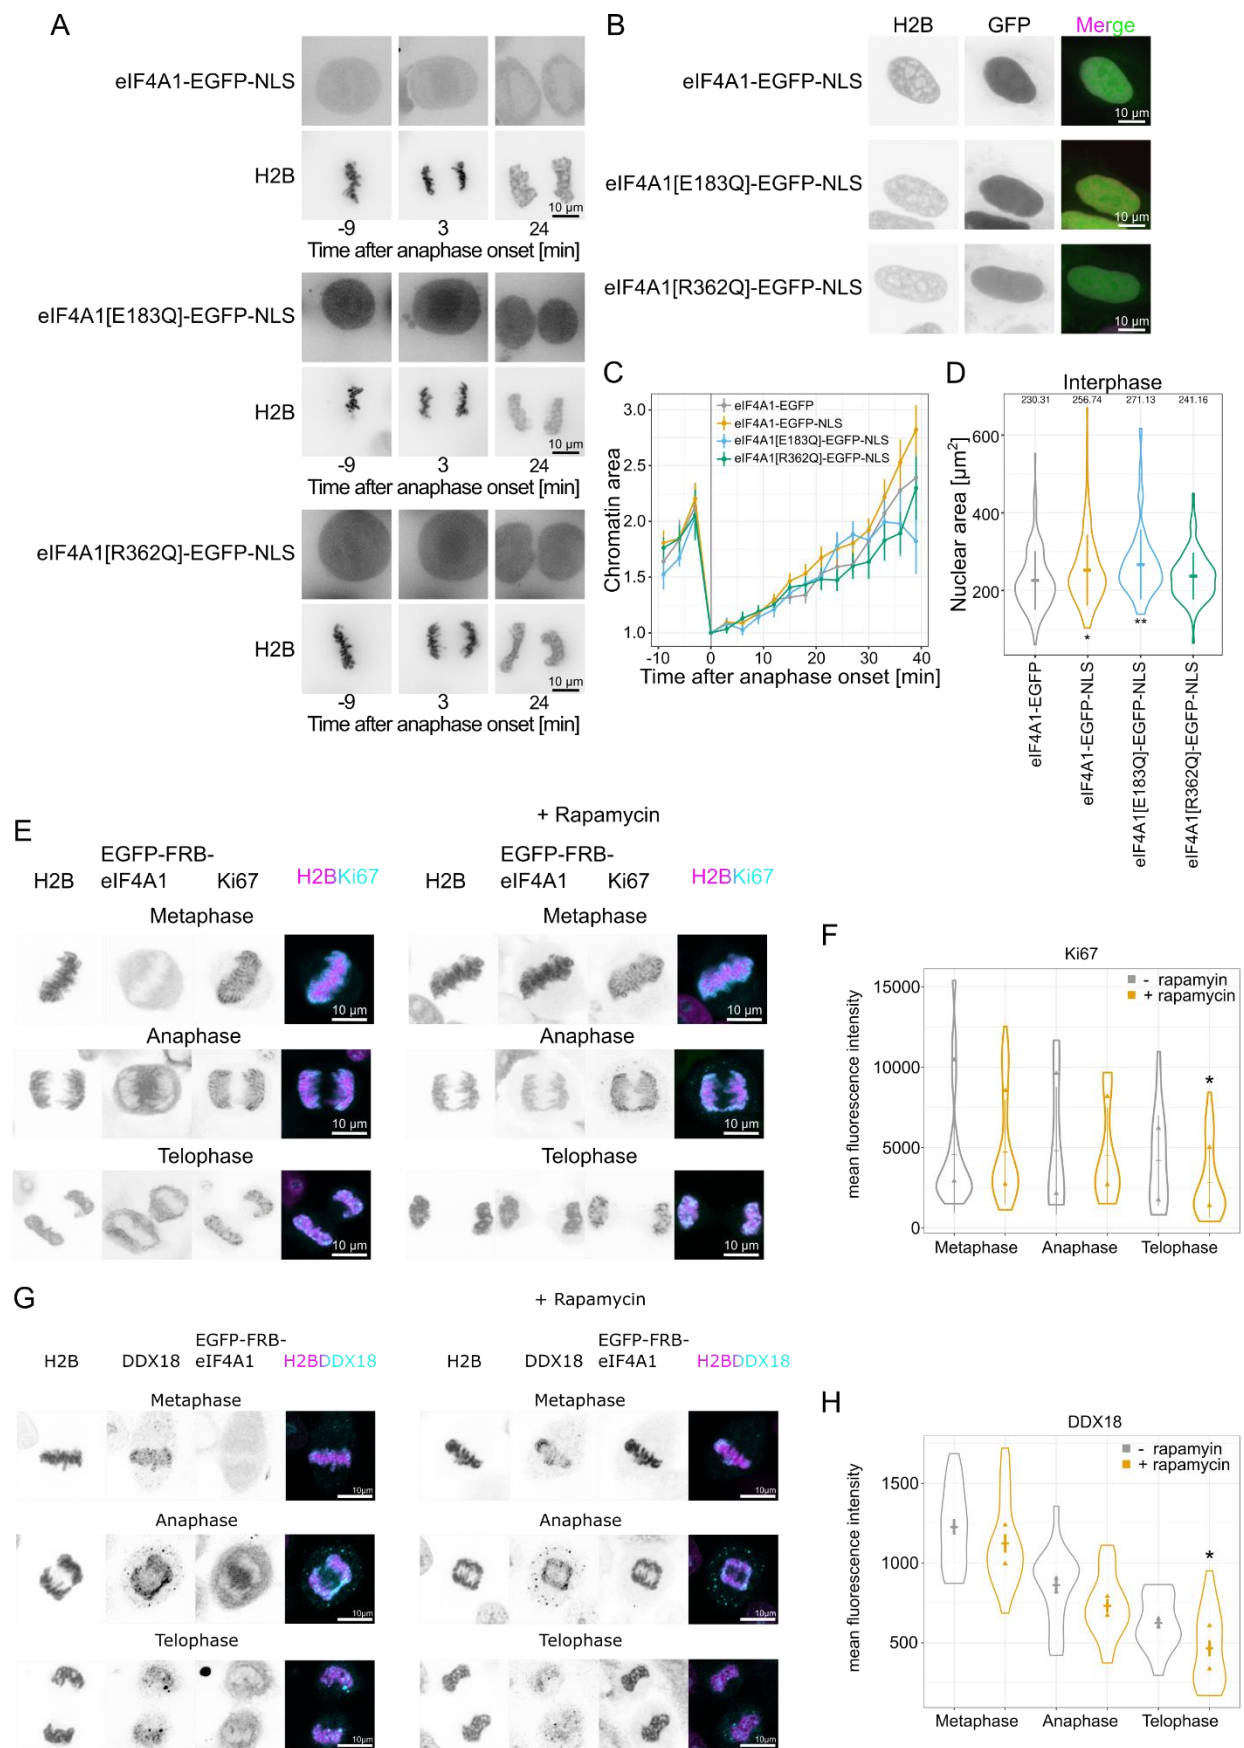 A
eIF4A1-EGFP-NLS
H2B
10 µm
-9 3 24
Time after anaphase onset [min]
eIF4A1[E183Q]-EGFP-NLS
H2B
10 µm
-9 3 24
Time after anaphase onset [min]
eIF4A1[R362Q]-EGFP-NLS
H2B
10 µm
-9 3 24
Time after anaphase onset [min]
B
H2B GFP Merge
eIF4A1-EGFP-NLS
10 µm
eIF4A1[E183Q]-EGFP-NLS
10 µm
eIF4A1[R362Q]-EGFP-NLS
10 µm
C
eIF4A1-EGFP
eIF4A1-EGFP-NLS
eIF4A1[E183Q]-EGFP-NLS
eIF4A1[R362Q]-EGFP-NLS
Chromatin area
3.0
2.5
2.0
1.5
1.0
-10 0 10 20 30 40
Time after anaphase onset [min]
D
Interphase
230.31 256.74 271.13 241.16
Nuclear area [µm²]
600
400
200
* **
eIF4A1-EGFP
eIF4A1-EGFP-NLS
eIF4A1[E183Q]-EGFP-NLS
eIF4A1[R362Q]-EGFP-NLS
E
+ Rapamycin
H2B EGFP-FRB-eIF4A1 Ki67 H2BKi67
H2B EGFP-FRB-eIF4A1 Ki67 H2BKi67
Metaphase Metaphase
10 µm 10 µm
Anaphase Anaphase
10 µm 10 µm
Telophase Telophase
10 µm 10 µm
F
Ki67
- rapamyin
+ rapamycin
mean fluorescence intensity
15000
10000
5000
0
*
Metaphase Anaphase Telophase
G
+ Rapamycin
H2B DDX18 EGFP-FRB-eIF4A1 H2BDDX18
H2B DDX18 EGFP-FRB-eIF4A1 H2BDDX18
Metaphase Metaphase
10µm 10µm
Anaphase Anaphase
10µm 10µm
Telophase Telophase
10µm 10µm
H
DDX18
- rapamyin
+ rapamycin
mean fluorescence intensity
1500
1000
500
*
Metaphase Anaphase Telophase